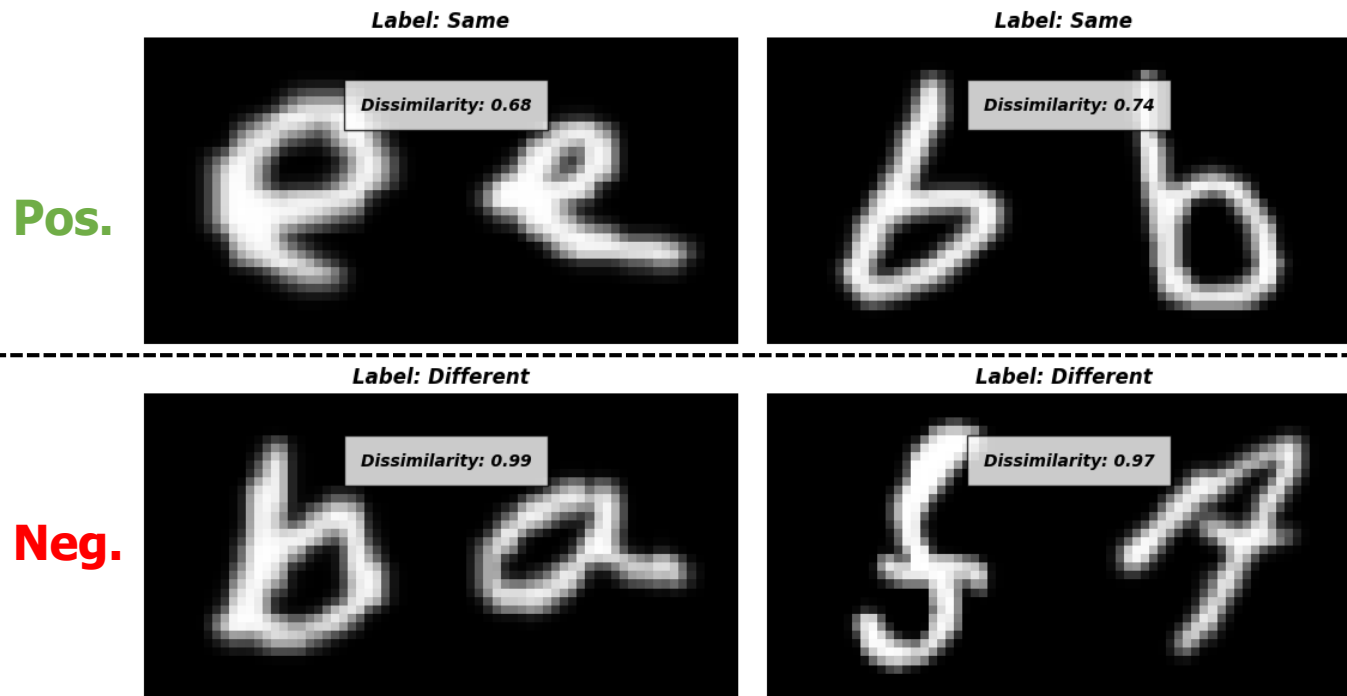 Label: Same
Label: Same
Dissimilarity: 0.68
Dissimilarity: 0.74
e e
b b
Pos.
Label: Different
Label: Different
Dissimilarity: 0.99
Dissimilarity: 0.97
b a
A
Neg.